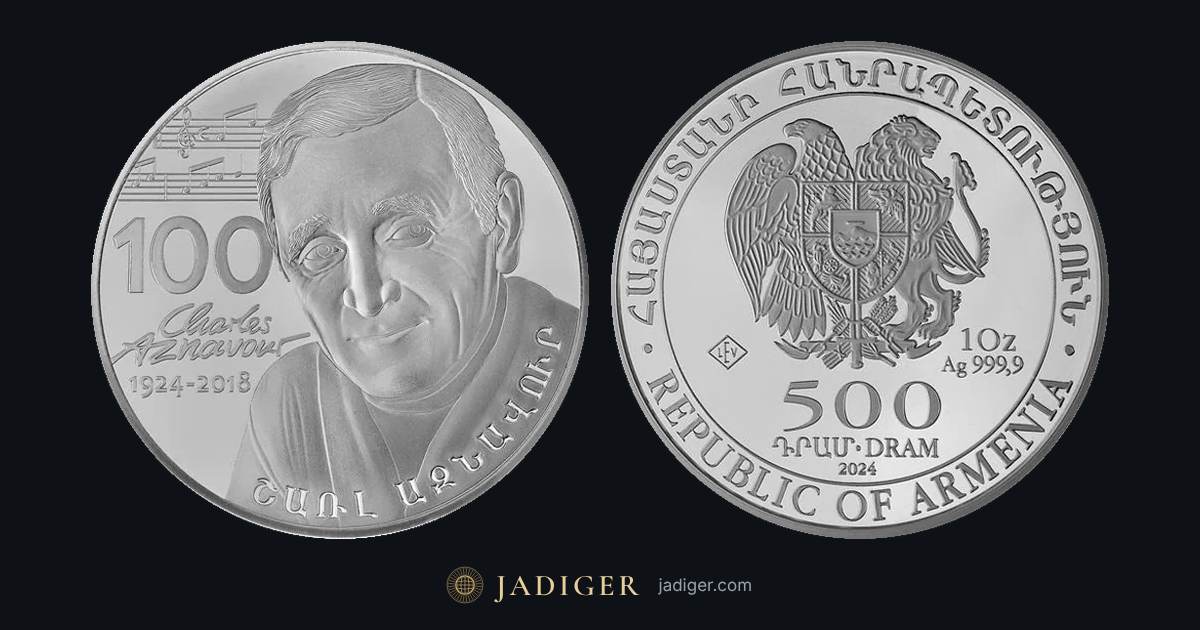 100
Charles
Aznavour
1924-2018
ՇԱՌԼ ԱԶՆԱՎՈՒՐ
ՀԱՅԱՍՏԱՆԻ ՀԱՆՐԱՊԵՏՈՒԹՅՈՒՆ
LEV
1Oz
Ag 999,9
500
ԴՐԱՄ·DRAM
2024
• REPUBLIC OF ARMENIA •
JADIGER jadiger.com